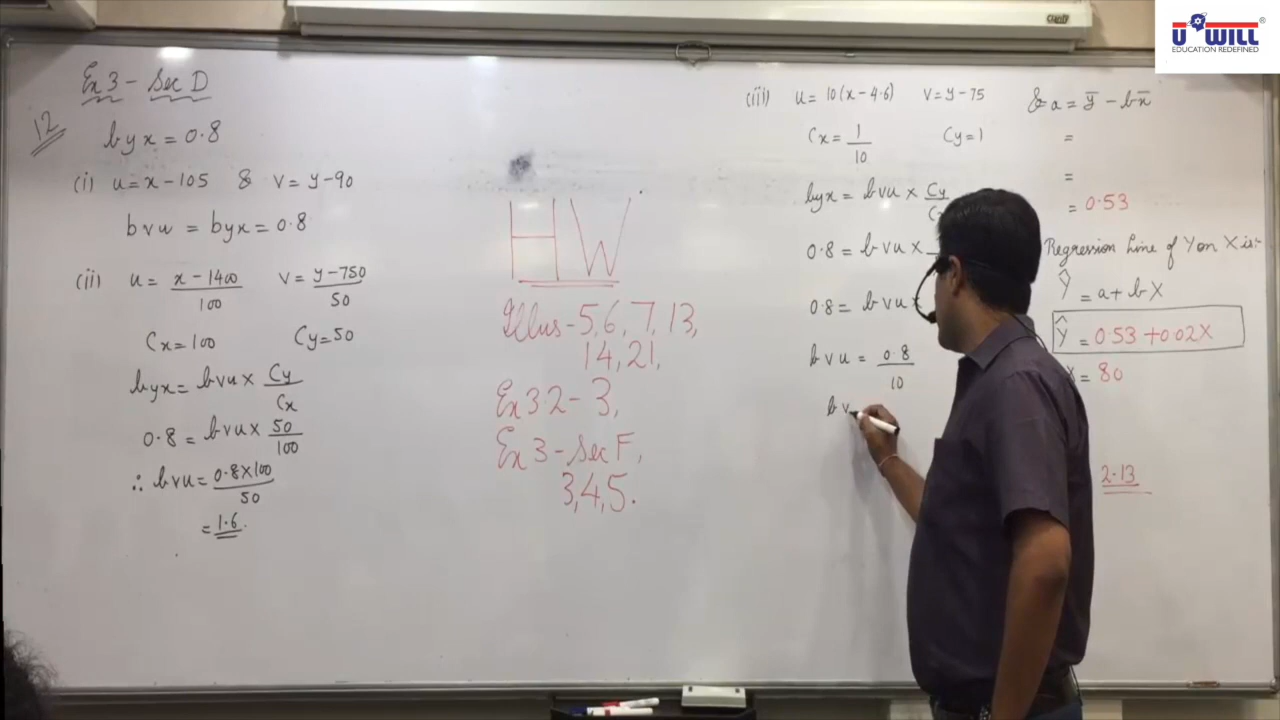 U WILL
EDUCATION REDEFINED
Ex 3 - Sec D
12
byx = 0.8
(i) u = x - 105 & v = y - 90
bvu = byx = 0.8
(ii) u = x - 1400 / 100 v = y - 750 / 50
Cx = 100 Cy = 50
byx = bvu × Cy / Cx
0.8 = bvu × 50 / 100
∴ bvu = 0.8 × 100 / 50
= 1.6
HW
Illus - 5, 6, 7, 13,
14, 21,
Ex 3.2 - 3,
Ex 3 - Sec F,
3, 4, 5.
(iii) u = 10(x - 4.6) v = y - 75
Cx = 1 / 10 Cy = 1
byx = bvu × Cy /
0.8 = bvu ×
0.8 = bvu ×
bvu = 0.8 / 10
bv
& a = y̅ - bx̅
=
=
= 0.53
Regression Line of Y on X is:-
Ŷ = a + bX
Ŷ = 0.53 + 0.02X
= 80
2.13